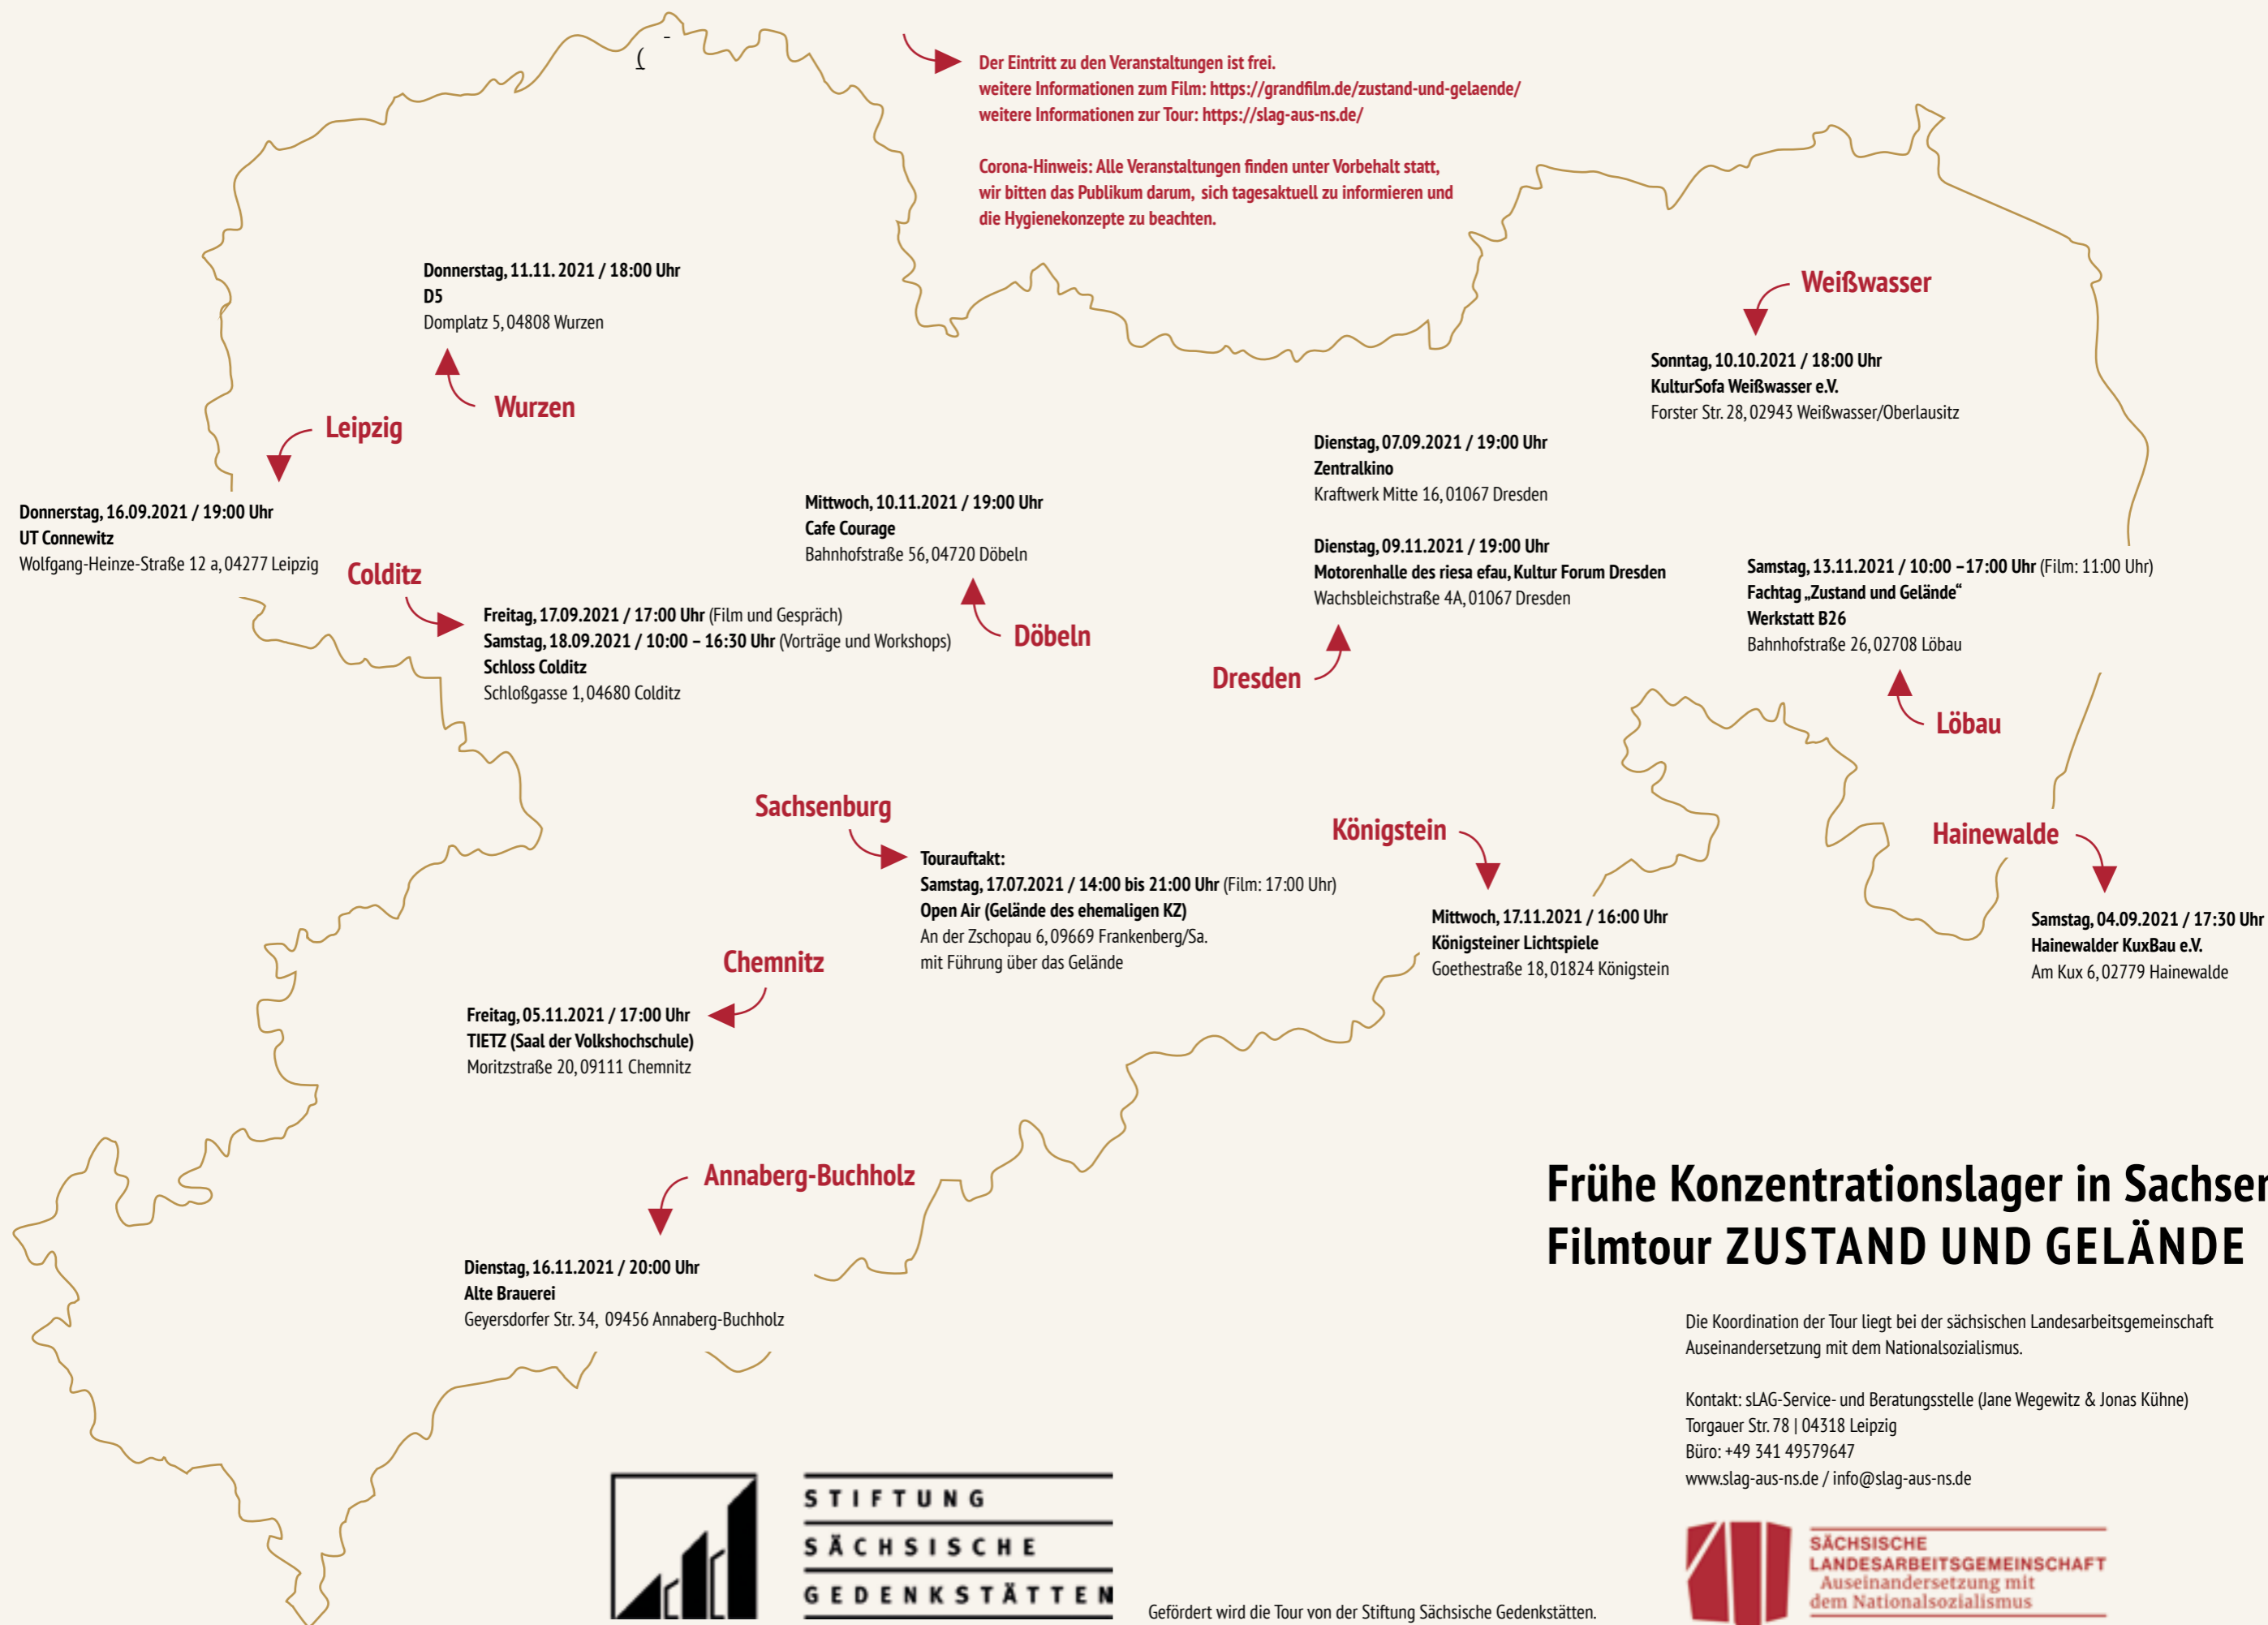 Der Eintritt zu den Veranstaltungen ist frei.
weitere Informationen zum Film: https://grandfilm.de/zustand-und-gelaende/
weitere Informationen zur Tour: https://slag-aus-ns.de/
Corona-Hinweis: Alle Veranstaltungen finden unter Vorbehalt statt,
wir bitten das Publikum darum, sich tagesaktuell zu informieren und
die Hygienekonzepte zu beachten.
Donnerstag, 11.11. 2021 / 18:00 Uhr
D5
Domplatz 5, 04808 Wurzen
Wurzen
Weißwasser
Sonntag, 10.10.2021 / 18:00 Uhr
KulturSofa Weißwasser e.V.
Forster Str. 28, 02943 Weißwasser/Oberlausitz
Leipzig
Donnerstag, 16.09.2021 / 19:00 Uhr
UT Connewitz
Wolfgang-Heinze-Straße 12 a, 04277 Leipzig
Colditz
Freitag, 17.09.2021 / 17:00 Uhr (Film und Gespräch)
Samstag, 18.09.2021 / 10:00 – 16:30 Uhr (Vorträge und Workshops)
Schloss Colditz
Schloßgasse 1, 04680 Colditz
Mittwoch, 10.11.2021 / 19:00 Uhr
Cafe Courage
Bahnhofstraße 56, 04720 Döbeln
Döbeln
Dienstag, 07.09.2021 / 19:00 Uhr
Zentralkino
Kraftwerk Mitte 16, 01067 Dresden
Dienstag, 09.11.2021 / 19:00 Uhr
Motorenhalle des riesa efau, Kultur Forum Dresden
Wachsbleichstraße 4A, 01067 Dresden
Dresden
Samstag, 13.11.2021 / 10:00 –17:00 Uhr (Film: 11:00 Uhr)
Fachtag „Zustand und Gelände“
Werkstatt B26
Bahnhofstraße 26, 02708 Löbau
Löbau
Sachsenburg
Tourauftakt:
Samstag, 17.07.2021 / 14:00 bis 21:00 Uhr (Film: 17:00 Uhr)
Open Air (Gelände des ehemaligen KZ)
An der Zschopau 6, 09669 Frankenberg/Sa.
mit Führung über das Gelände
Königstein
Mittwoch, 17.11.2021 / 16:00 Uhr
Königsteiner Lichtspiele
Goethestraße 18, 01824 Königstein
Hainewalde
Samstag, 04.09.2021 / 17:30 Uhr
Hainewalder KuxBau e.V.
Am Kux 6, 02779 Hainewalde
Chemnitz
Freitag, 05.11.2021 / 17:00 Uhr
TIETZ (Saal der Volkshochschule)
Moritzstraße 20, 09111 Chemnitz
Annaberg-Buchholz
Dienstag, 16.11.2021 / 20:00 Uhr
Alte Brauerei
Geyersdorfer Str. 34, 09456 Annaberg-Buchholz
Frühe Konzentrationslager in Sachsen
Filmtour ZUSTAND UND GELÄNDE
Die Koordination der Tour liegt bei der sächsischen Landesarbeitsgemeinschaft
Auseinandersetzung mit dem Nationalsozialismus.
Kontakt: sLAG-Service- und Beratungsstelle (Jane Wegewitz & Jonas Kühne)
Torgauer Str. 78 | 04318 Leipzig
Büro: +49 341 49579647
www.slag-aus-ns.de / info@slag-aus-ns.de
STIFTUNG
SÄCHSISCHE
GEDENKSTÄTTEN
Gefördert wird die Tour von der Stiftung Sächsische Gedenkstätten.
SÄCHSISCHE
LANDESARBEITSGEMEINSCHAFT
Auseinandersetzung mit
dem Nationalsozialismus